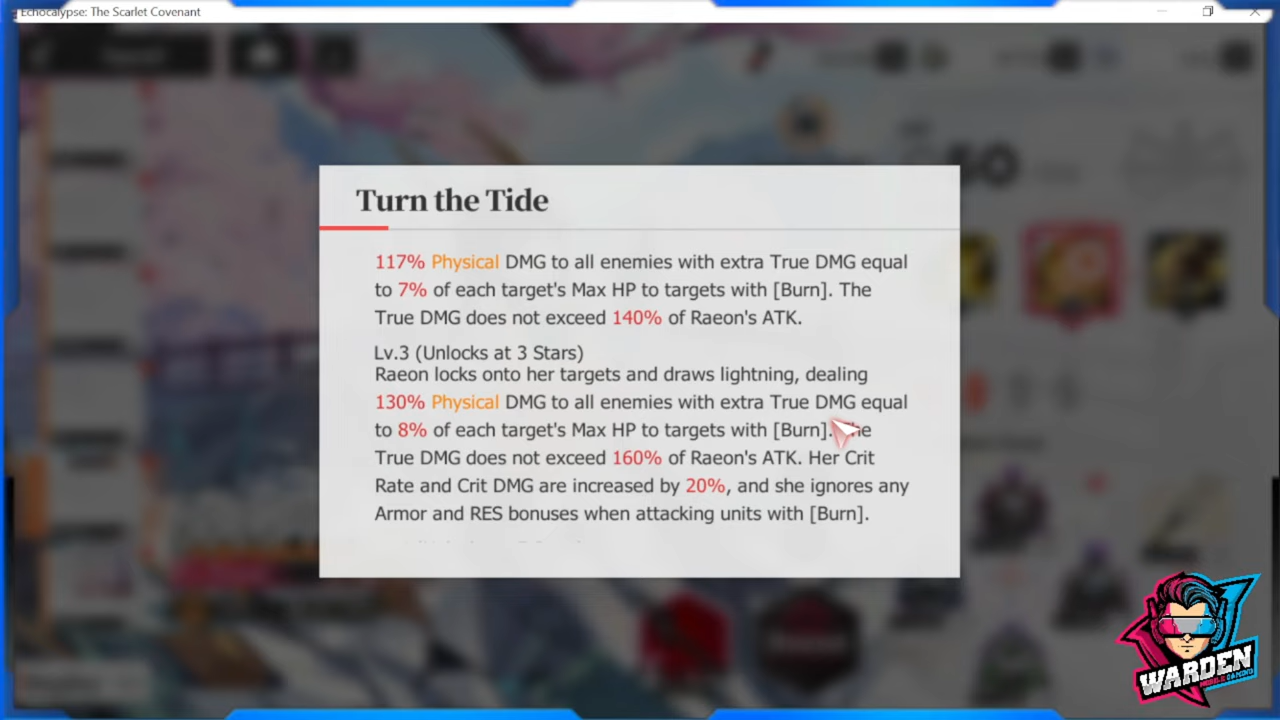 Echocalypse: The Scarlet Covenant
50
Turn the Tide
117% Physical DMG to all enemies with extra True DMG equal
to 7% of each target's Max HP to targets with [Burn]. The
True DMG does not exceed 140% of Raeon's ATK.
Lv.3 (Unlocks at 3 Stars)
Raeon locks onto her targets and draws lightning, dealing
130% Physical DMG to all enemies with extra True DMG equal
to 8% of each target's Max HP to targets with [Burn]. The
True DMG does not exceed 160% of Raeon's ATK. Her Crit
Rate and Crit DMG are increased by 20%, and she ignores any
Armor and RES bonuses when attacking units with [Burn].
WARDEN
MOBILE GAMING